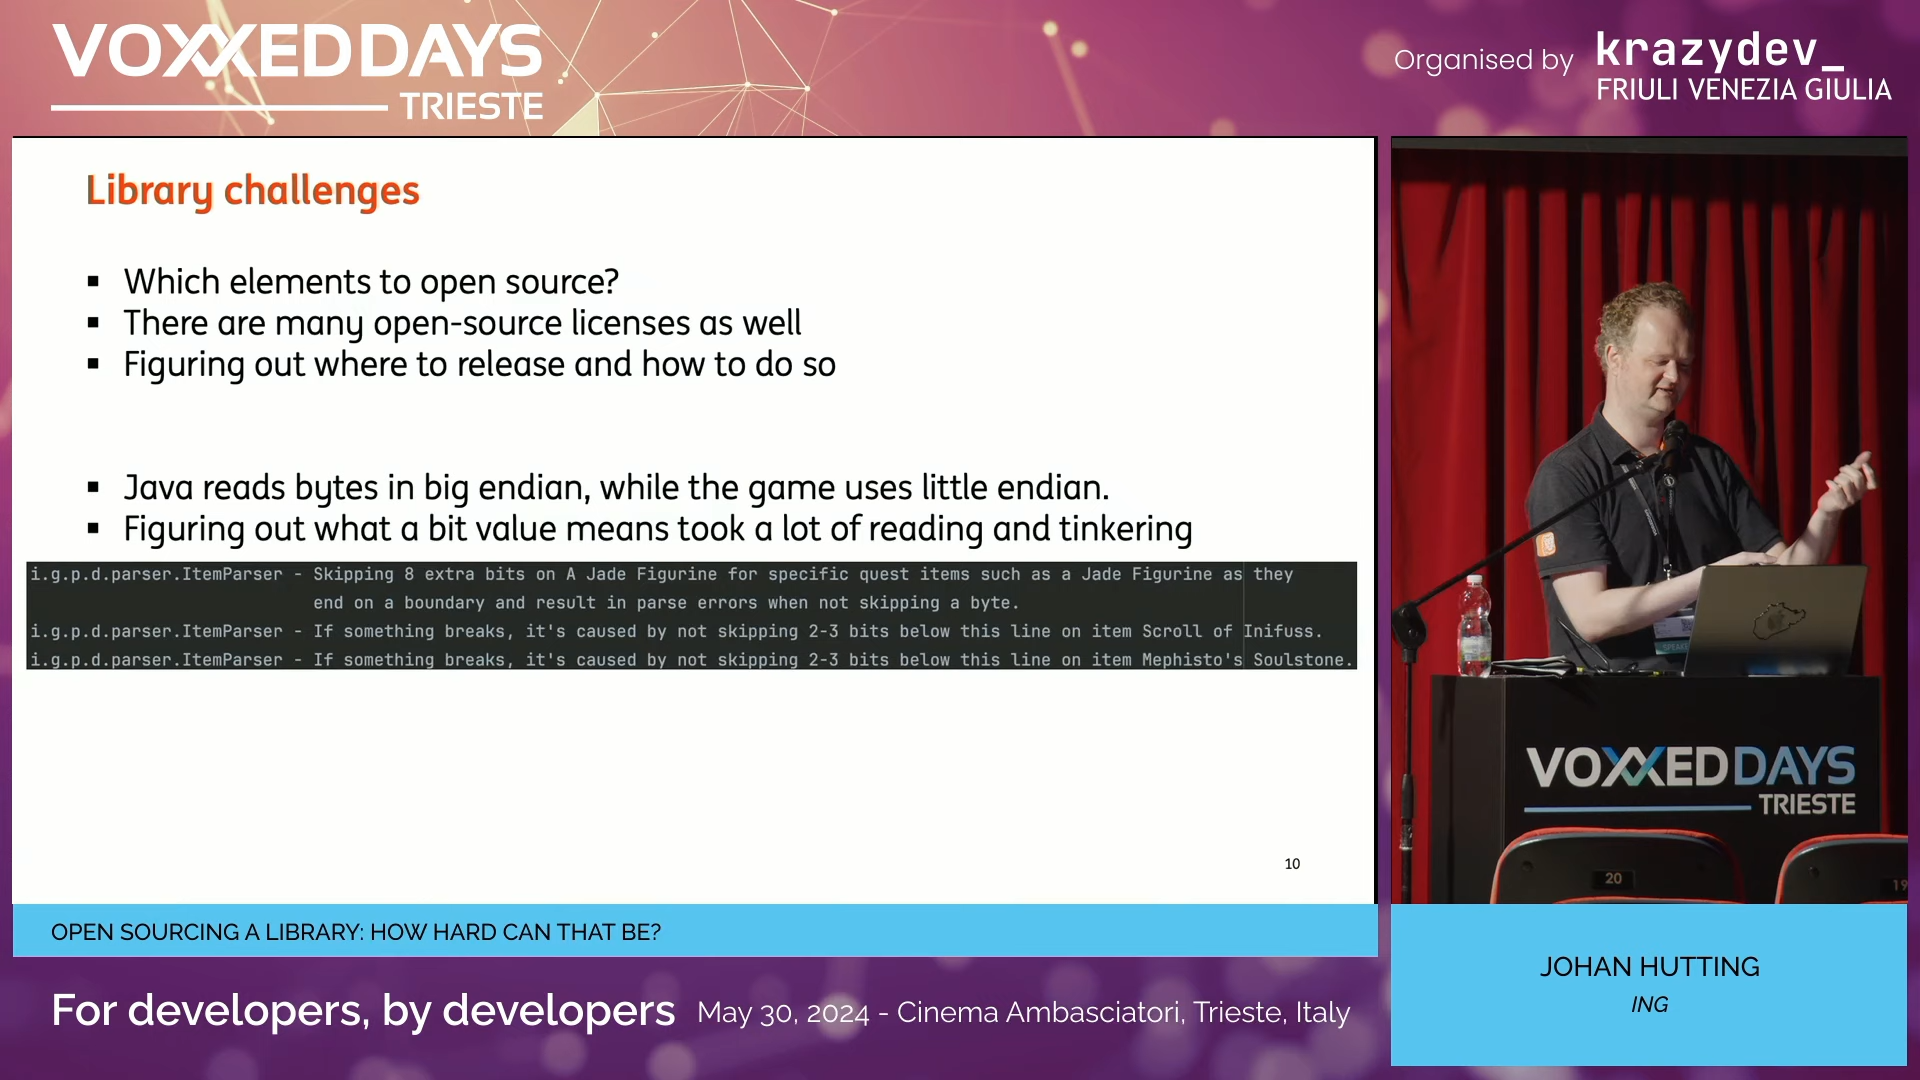 VOXXEDDAYS
TRIESTE
Organised by krazydev_
FRIULI VENEZIA GIULIA
Library challenges
▪ Which elements to open source?
▪ There are many open-source licenses as well
▪ Figuring out where to release and how to do so
▪ Java reads bytes in big endian, while the game uses little endian.
▪ Figuring out what a bit value means took a lot of reading and tinkering
i.g.p.d.parser.ItemParser - Skipping 8 extra bits on A Jade Figurine for specific quest items such as a Jade Figurine as they
end on a boundary and result in parse errors when not skipping a byte.
i.g.p.d.parser.ItemParser - If something breaks, it's caused by not skipping 2-3 bits below this line on item Scroll of Inifuss.
i.g.p.d.parser.ItemParser - If something breaks, it's caused by not skipping 2-3 bits below this line on item Mephisto's Soulstone.
10
VOXXEDDAYS
TRIESTE
20
19
OPEN SOURCING A LIBRARY: HOW HARD CAN THAT BE?
JOHAN HUTTING
ING
For developers, by developers May 30, 2024 - Cinema Ambasciatori, Trieste, Italy